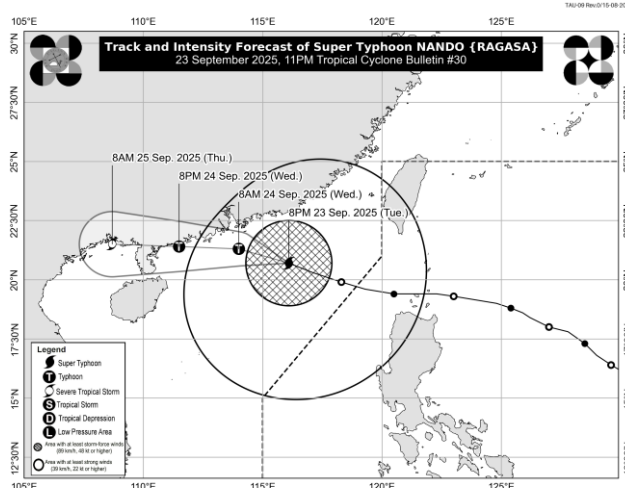 TAU-09 Rev.0/15-08-20
Track and Intensity Forecast of Super Typhoon NANDO {RAGASA}
23 September 2025, 11PM Tropical Cyclone Bulletin #30
105°E
110°E
115°E
120°E
125°E
30°N
27°30'N
25°N
22°30'N
20°N
17°30'N
15°N
12°30'N
8AM 25 Sep. 2025 (Thu.)
8PM 24 Sep. 2025 (Wed.)
8AM 24 Sep. 2025 (Wed.)
8PM 23 Sep. 2025 (Tue.)
Legend
Super Typhoon
T Typhoon
Severe Tropical Storm
S Tropical Storm
D Tropical Depression
L Low Pressure Area
Area with at least storm-force winds
(89 km/h, 48 kt or higher)
Area with at least strong winds
(39 km/h, 22 kt or higher)
T
T
105°E
110°E
115°E
120°E
125°E